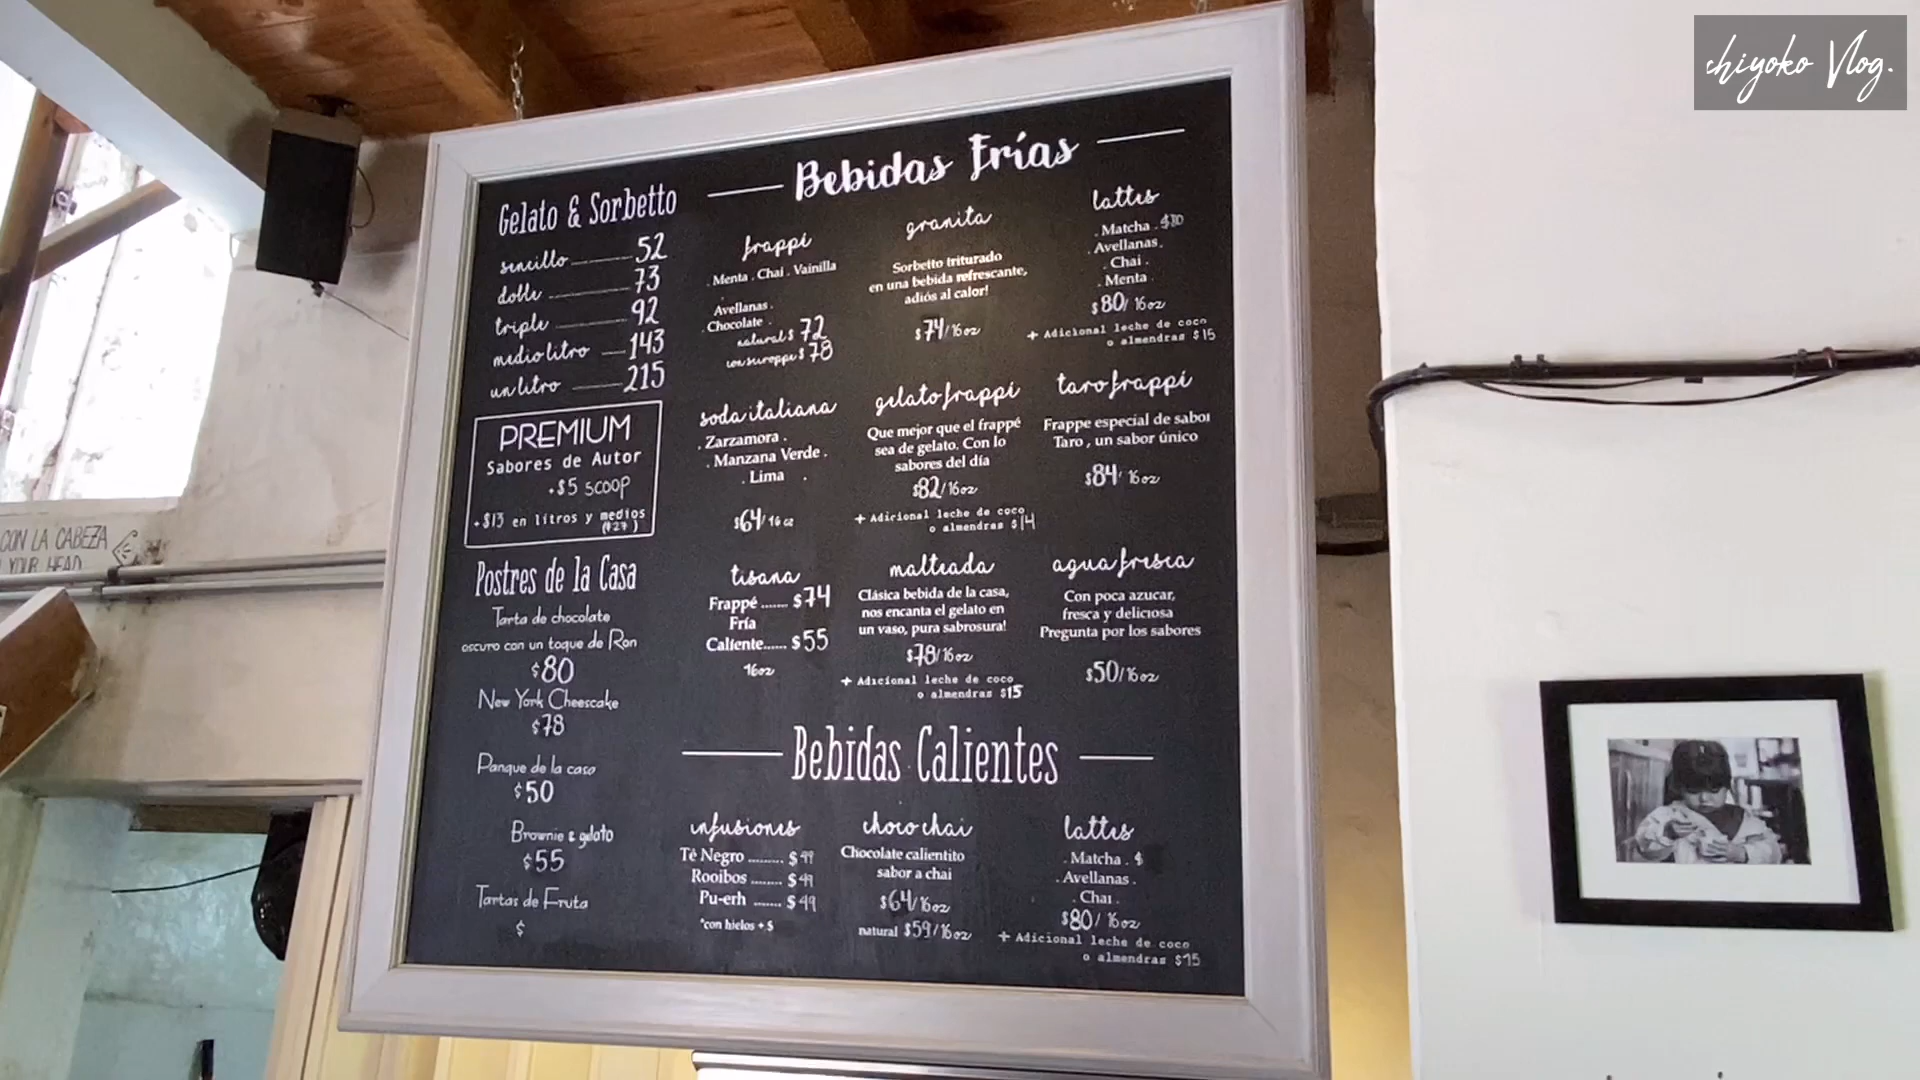 chiyoko Vlog.
CON LA CABEZA
YOUR HEAD
Gelato & Sorbetto
sencillo 52
doble 73
triple 92
medio litro 143
un litro 215
PREMIUM
Sabores de Autor
+$5 SCOOP
+$13 en litros y medios
($27)
Postres de la Casa
Tarta de chocolate
oscuro con un toque de Ron
$80
New York Cheescake
$78
Panque de la casa
$50
Brownie & gelato
$55
Tartas de Fruta
$
Bebidas Frías
frappé
. Menta . Chai . Vainilla
.
Avellanas .
. Chocolate .
natural $ 72
$ 78
granita
Sorbetto triturado
en una bebida refrescante,
adiós al calor!
$74/16oz
lattes
. Matcha .
. Avellanas .
. Chai .
. Menta .
$80/16oz
+ Adicional leche de coco
o almendras $15
soda italiana
. Zarzamora .
. Manzana Verde .
. Lima .
$64/16oz
gelato frappé
Que mejor que el frappé
sea de gelato. Con lo
sabores del día
$82/16oz
+ Adicional leche de coco
o almendras $14
taro frappé
Frappe especial de sabor
Taro , un sabor único
$84/16oz
tisana
Frappé ....... $74
Fría
Caliente...... $55
16oz
malteada
Clásica bebida de la casa,
nos encanta el gelato en
un vaso, pura sabrosura!
$78/16oz
+ Adicional leche de coco
o almendras $15
agua fresca
Con poca azucar,
fresca y deliciosa
Pregunta por los sabores
$50/16oz
Bebidas Calientes
infusiones
Té Negro ......... $49
Rooibos ........ $49
Pu-erh ....... $49
*con hielos + $
choco chai
Chocolate calientito
sabor a chai
$64/16oz
natural $59/16oz
lattes
. Matcha . $
. Avellanas .
. Chai .
$80/16oz
+ Adicional leche de coco
o almendras $15